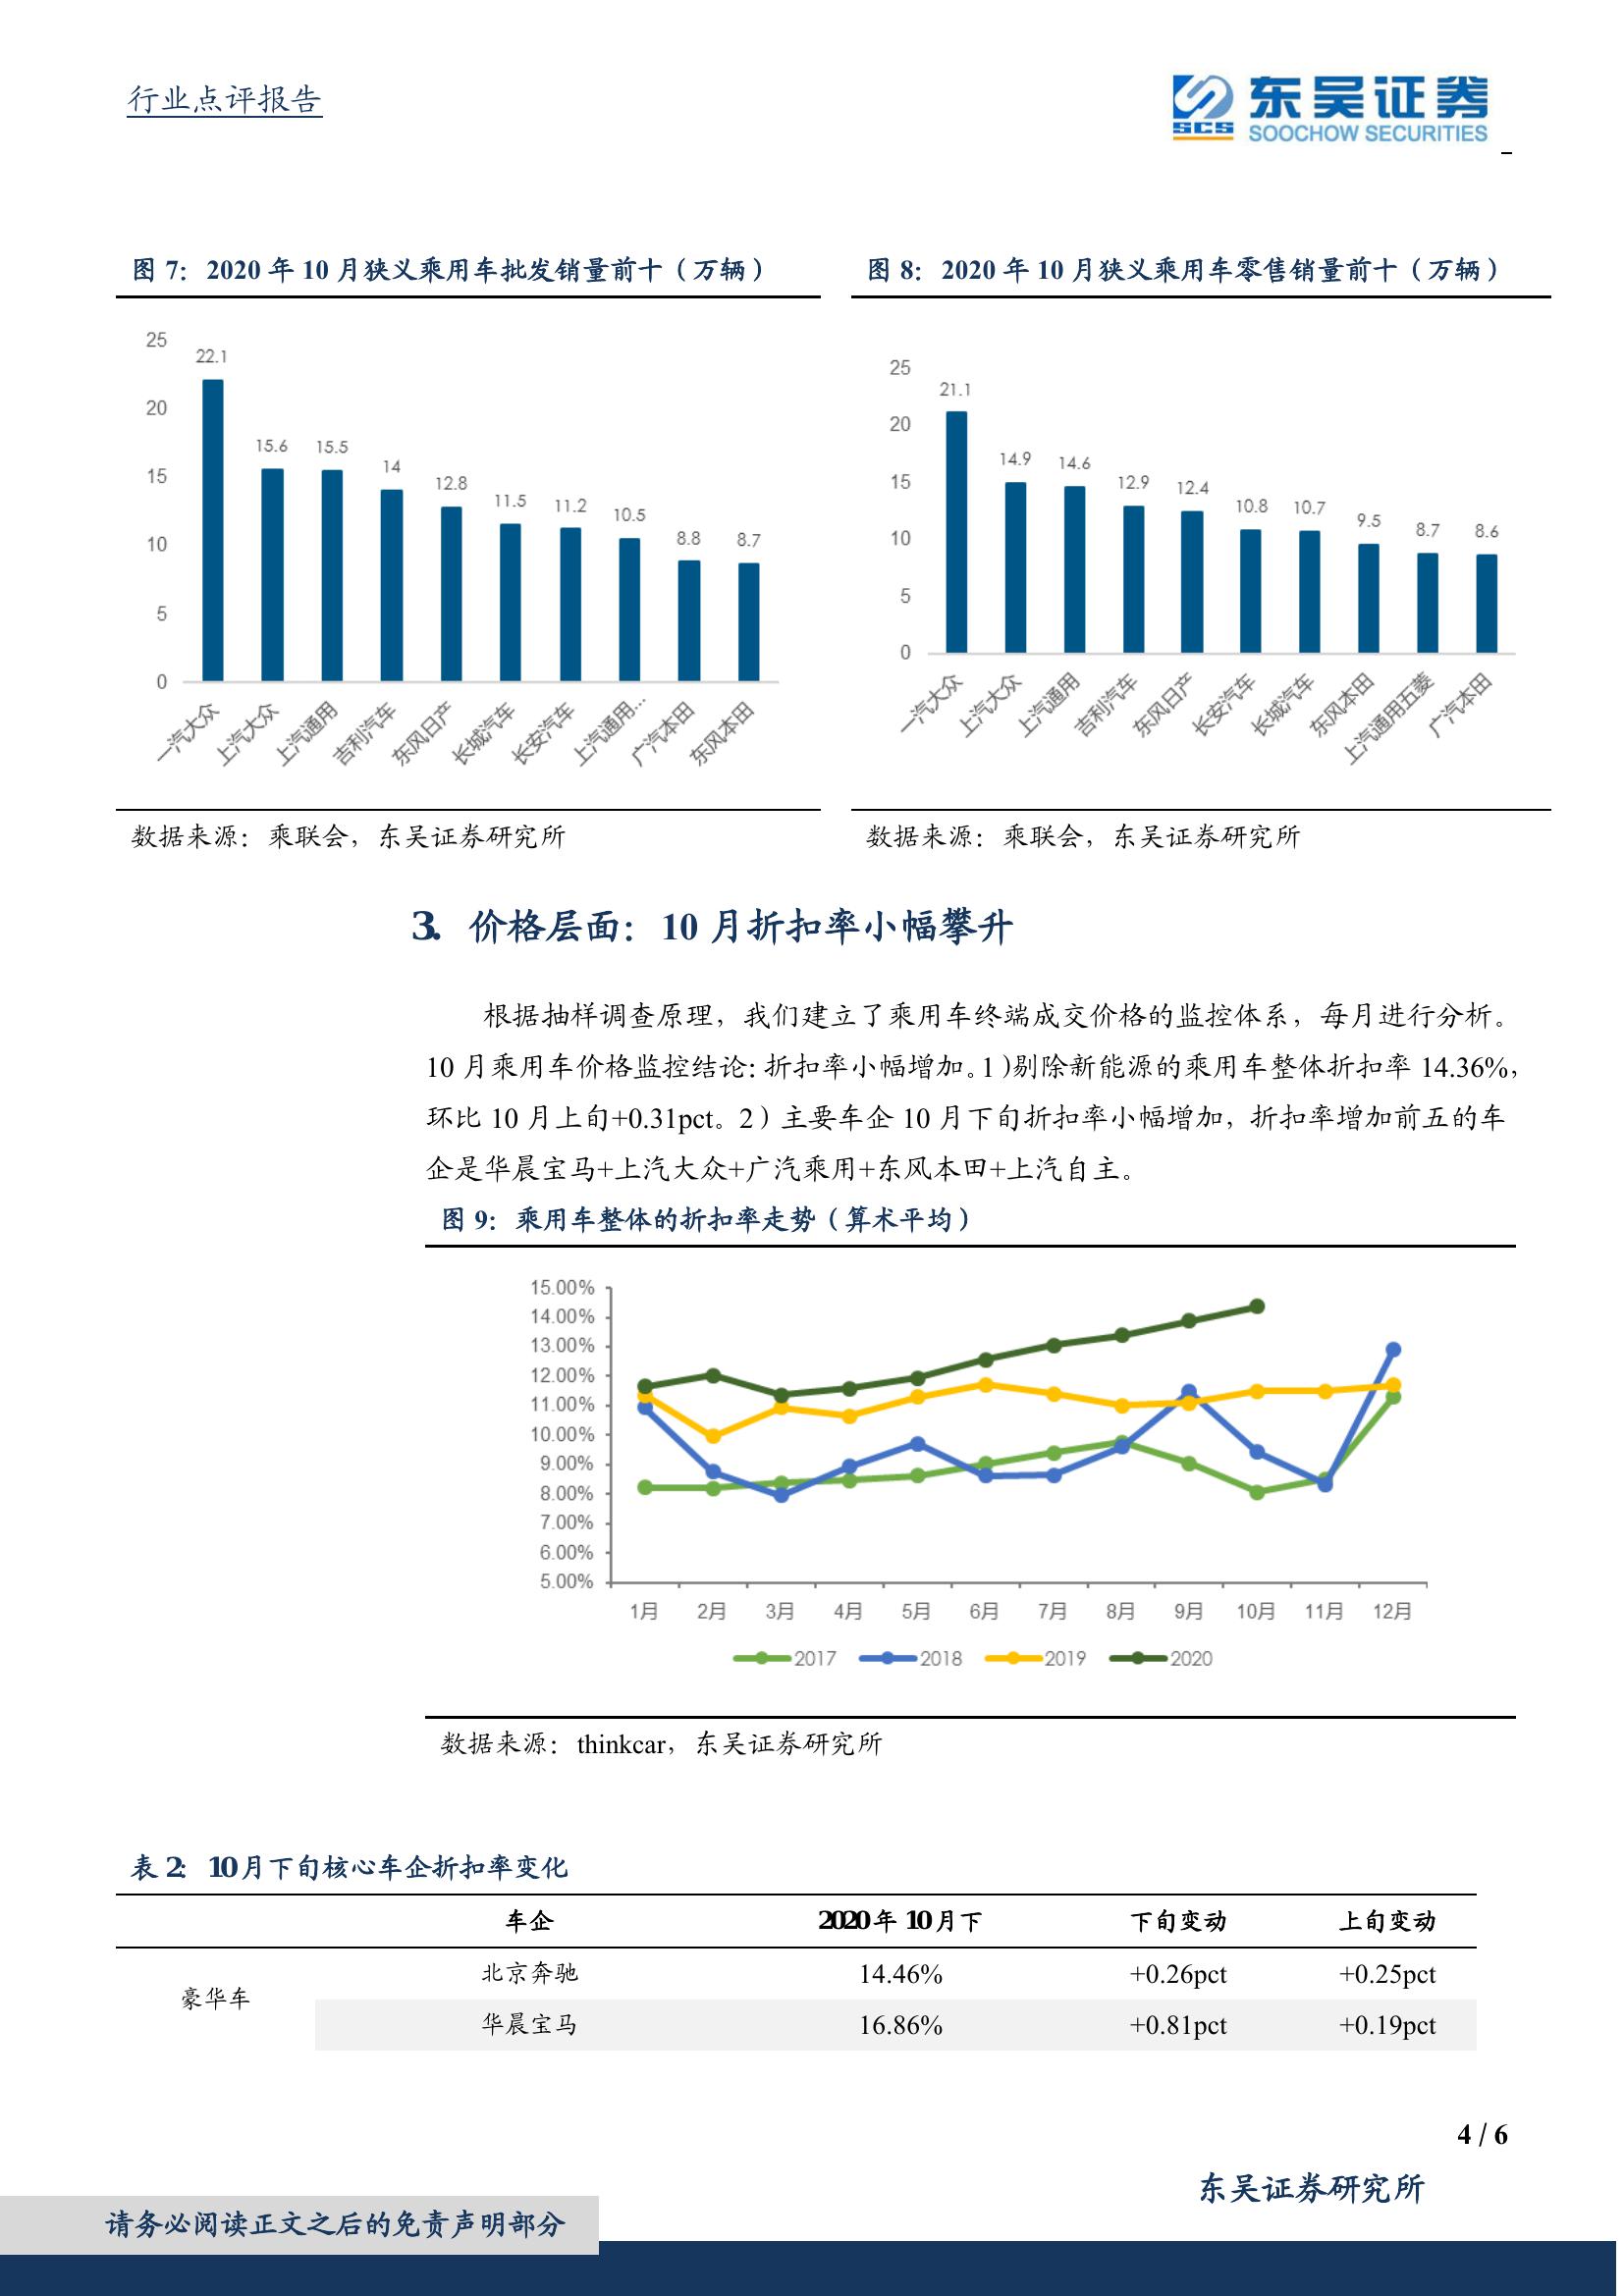 行业点评报告
东吴证券
SCS
SOOCHOW SECURITIES
图 7：2020 年 10 月狭义乘用车批发销量前十（万辆）
25
20
15
10
5
0
22.1
15.6
15.5
14
12.8
11.5
11.2
10.5
8.8
8.7
一汽大众
上汽大众
上汽通用
吉利汽车
东风日产
长城汽车
长安汽车
上汽通用…
广汽本田
东风本田
数据来源：乘联会，东吴证券研究所
图 8：2020 年 10 月狭义乘用车零售销量前十（万辆）
25
20
15
10
5
0
21.1
14.9
14.6
12.9
12.4
10.8
10.7
9.5
8.7
8.6
一汽大众
上汽大众
上汽通用
吉利汽车
东风日产
长安汽车
长城汽车
东风本田
上汽通用五菱
广汽本田
数据来源：乘联会，东吴证券研究所
3. 价格层面：10 月折扣率小幅攀升
根据抽样调查原理，我们建立了乘用车终端成交价格的监控体系，每月进行分析。
10 月乘用车价格监控结论：折扣率小幅增加。1）剔除新能源的乘用车整体折扣率 14.36%，
环比 10 月上旬+0.31pct。2）主要车企 10 月下旬折扣率小幅增加，折扣率增加前五的车
企是华晨宝马+上汽大众+广汽乘用+东风本田+上汽自主。
图 9：乘用车整体的折扣率走势（算术平均）
15.00%
14.00%
13.00%
12.00%
11.00%
10.00%
9.00%
8.00%
7.00%
6.00%
5.00%
1月 2月 3月 4月 5月 6月 7月 8月 9月 10月 11月 12月
2017 2018 2019 2020
数据来源：thinkcar，东吴证券研究所
表 2：10 月下旬核心车企折扣率变化
车企 2020 年 10 月下 下旬变动 上旬变动
豪华车
北京奔驰 14.46% +0.26pct +0.25pct
华晨宝马 16.86% +0.81pct +0.19pct
4 / 6
东吴证券研究所
请务必阅读正文之后的免责声明部分